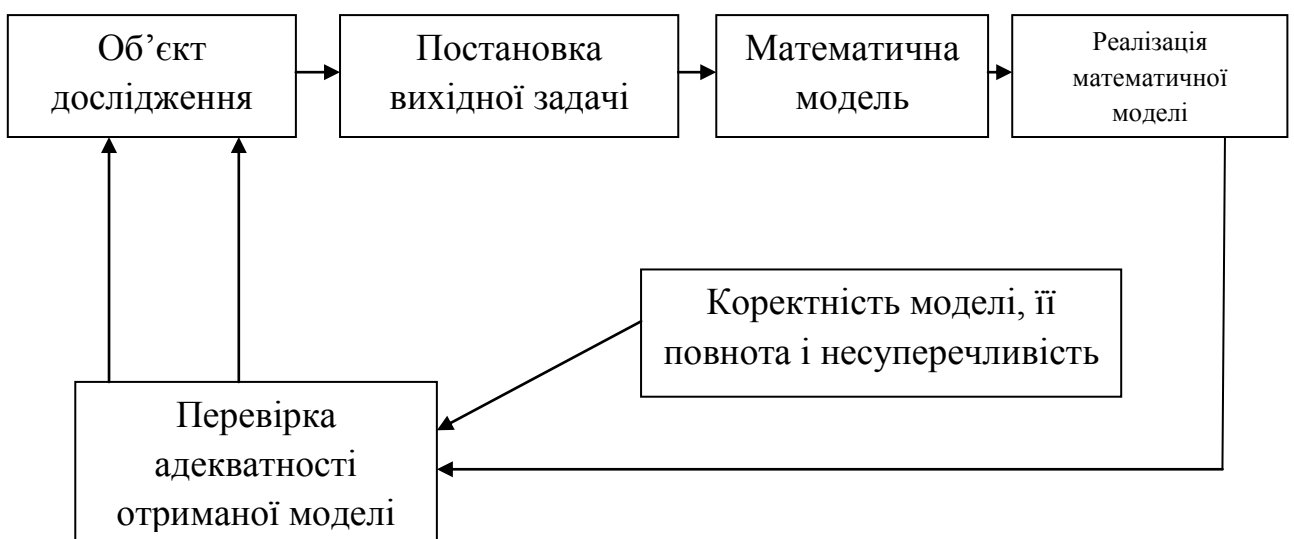 Об’єкт
дослідження
Постановка
вихідної задачі
Математична
модель
Реалізація
математичної
моделі
Коректність моделі, її
повнота і несуперечливість
Перевірка
адекватності
отриманої моделі